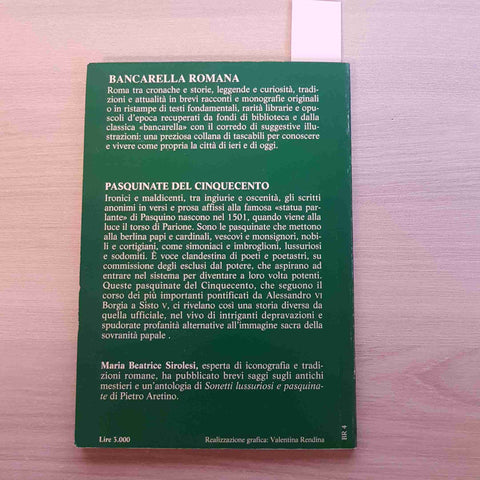 BANCARELLA ROMANA
Roma tra cronache e storie, leggende e curiosità, tradi-
zioni e attualità in brevi racconti e monografie originali
o in ristampe di testi fondamentali, rarità librarie e opu-
scoli d'epoca recuperati da fondi di biblioteca e dalla
classica «bancarella» con il corredo di suggestive illu-
strazioni: una preziosa collana di tascabili per conoscere
e vivere come propria la città di ieri e di oggi.
PASQUINATE DEL CINQUECENTO
Ironici e maldicenti, tra ingiurie e oscenità, gli scritti
anonimi in versi e prosa affissi alla famosa «statua par-
lante» di Pasquino nascono nel 1501, quando viene alla
luce il torso di Parione. Sono le pasquinate che mettono
alla berlina papi e cardinali, vescovi e monsignori, nobi-
li e cortigiani, come simoniaci e imbroglioni, lussuriosi
e sodomiti. È voce clandestina di poeti e poetastri, su
commissione degli esclusi dal potere, che aspirano ad
entrare nel sistema per diventare a loro volta potenti.
Queste pasquinate del Cinquecento, che seguono il
corso dei più importanti pontificati da Alessandro VI
Borgia a Sisto V, ci rivelano così una storia diversa da
quella ufficiale, nel vivo di intriganti depravazioni e
spudorate profanità alternative all'immagine sacra della
sovranità papale .
Maria Beatrice Sirolesi, esperta di iconografia e tradi-
zioni romane, ha pubblicato brevi saggi sugli antichi
mestieri e un'antologia di Sonetti lussuriosi e pasquina-
te di Pietro Aretino.
Lire 3.000
Realizzazione grafica: Valentina Rendina
BR 4